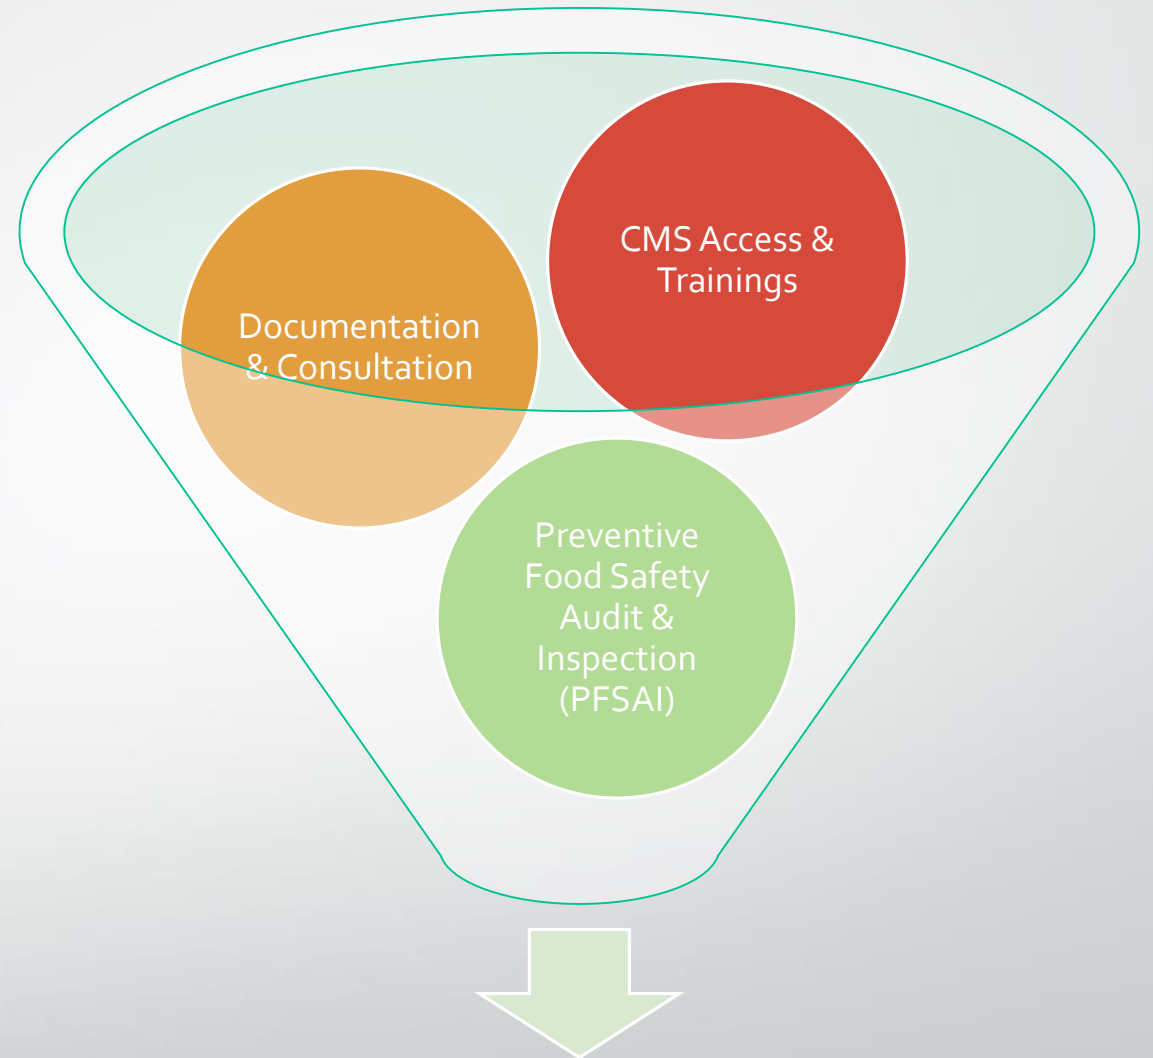 CMS Access &
Trainings
Documentation
& Consultation
Preventive
Food Safety
Audit &
Inspection
(PFSAI)